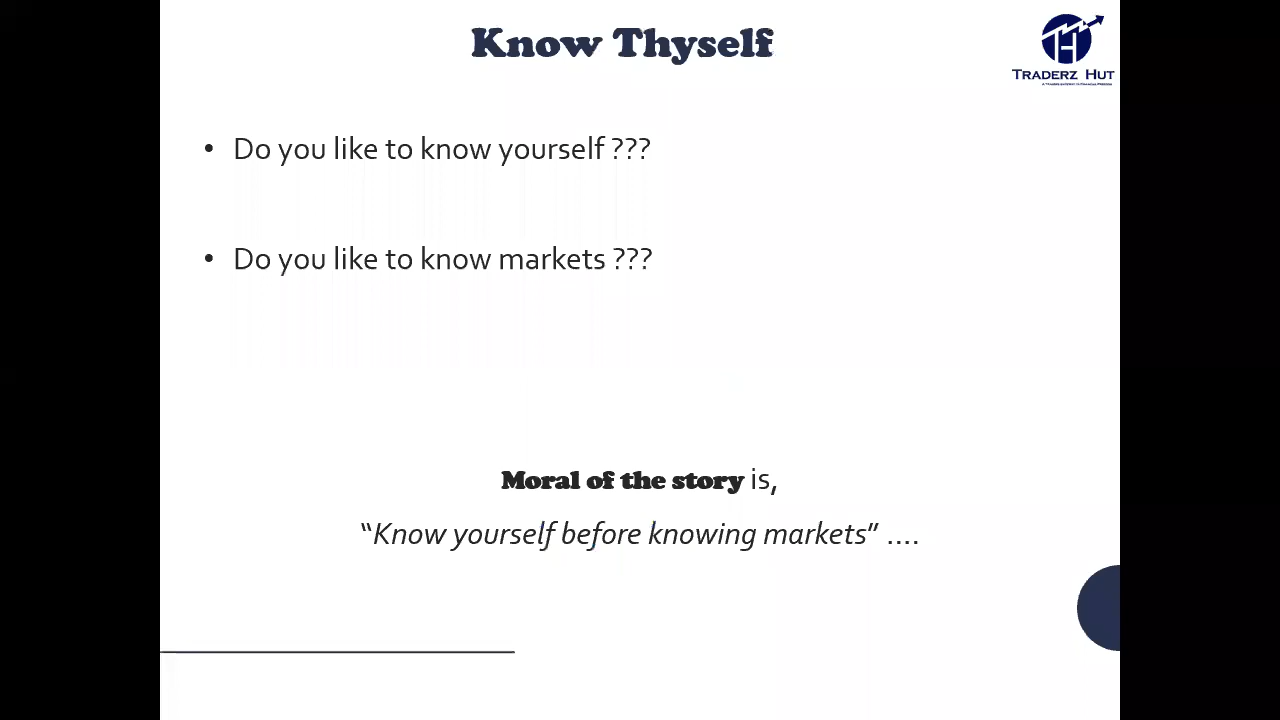 Know Thyself
TRADERZ HUT
• Do you like to know yourself ???
• Do you like to know markets ???
Moral of the story is,
“Know yourself before knowing markets” ....